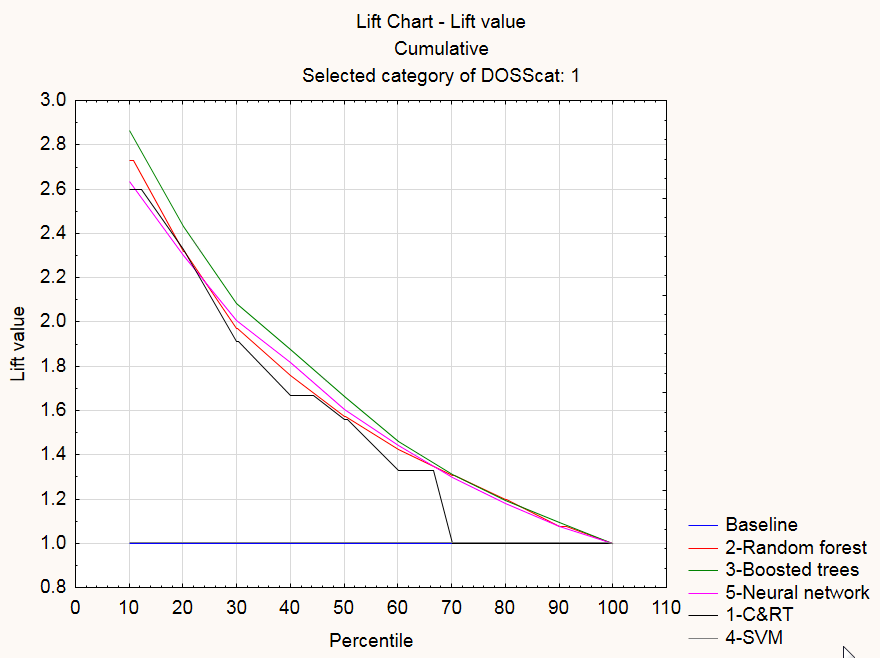 Lift Chart - Lift value
Cumulative
Selected category of DOSScat: 1
3.0
2.8
2.6
2.4
2.2
2.0
1.8
1.6
1.4
1.2
1.0
0.8
Lift value
0 10 20 30 40 50 60 70 80 90 100 110
Percentile
Baseline
2-Random forest
3-Boosted trees
5-Neural network
1-C&RT
4-SVM